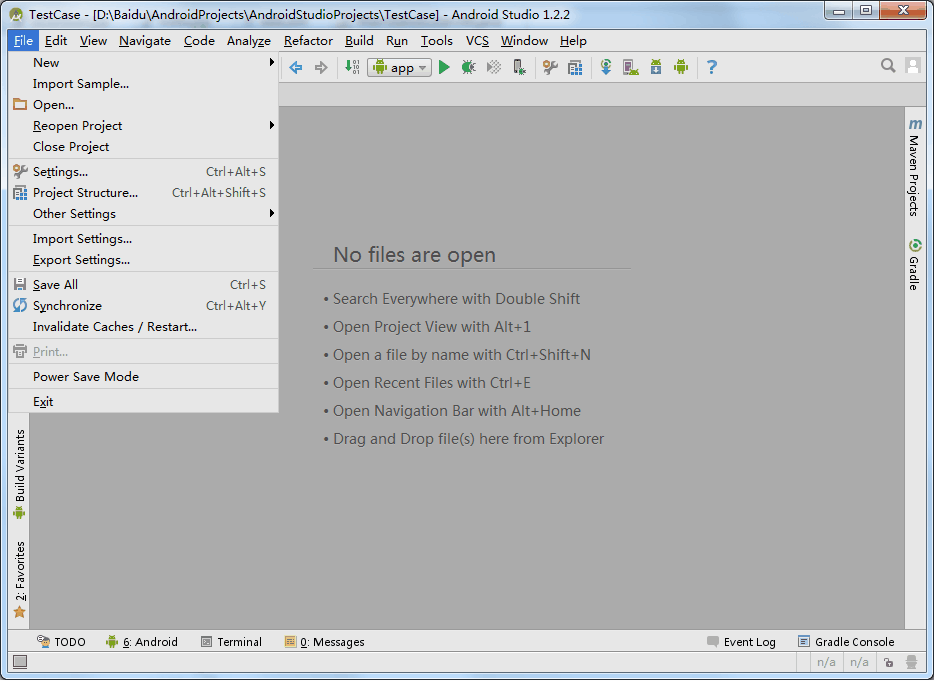 TestCase - [D:\Baidu\AndroidProjects\AndroidStudioProjects\TestCase] - Android Studio 1.2.2
File Edit View Navigate Code Analyze Refactor Build Run Tools VCS Window Help
app
?
New
Import Sample...
Open...
Reopen Project
Close Project
Settings... Ctrl+Alt+S
Project Structure... Ctrl+Alt+Shift+S
Other Settings
Import Settings...
Export Settings...
Save All Ctrl+S
Synchronize Ctrl+Alt+Y
Invalidate Caches / Restart...
Print...
Power Save Mode
Exit
No files are open
• Search Everywhere with Double Shift
• Open Project View with Alt+1
• Open a file by name with Ctrl+Shift+N
• Open Recent Files with Ctrl+E
• Open Navigation Bar with Alt+Home
• Drag and Drop file(s) here from Explorer
m Maven Projects
Gradle
Build Variants
2: Favorites
TODO 6: Android Terminal 0: Messages Event Log Gradle Console
n/a n/a